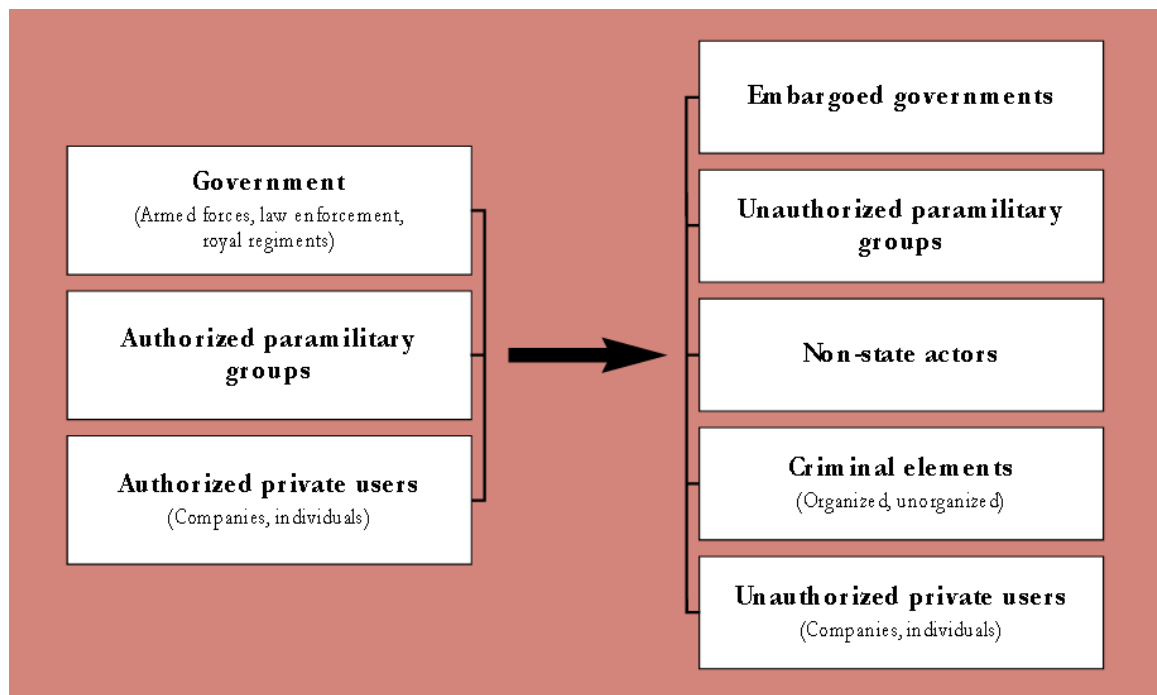 Government
(Armed forces, law enforcement,
royal regiments)
Authorized paramilitary
groups
Authorized private users
(Companies, individuals)
Embargoed governments
Unauthorized paramilitary
groups
Non-state actors
Criminal elements
(Organized, unorganized)
Unauthorized private users
(Companies, individuals)